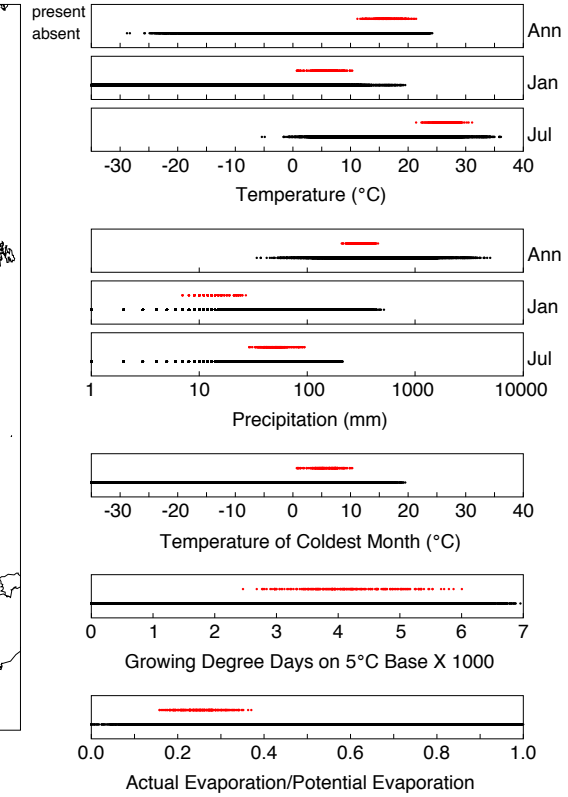 present
absent
Ann
Jan
Jul
-30 -20 -10 0 10 20 30 40
Temperature (°C)
Ann
Jan
Jul
1 10 100 1000 10000
Precipitation (mm)
-30 -20 -10 0 10 20 30 40
Temperature of Coldest Month (°C)
0 1 2 3 4 5 6 7
Growing Degree Days on 5°C Base X 1000
0.0 0.2 0.4 0.6 0.8 1.0
Actual Evaporation/Potential Evaporation